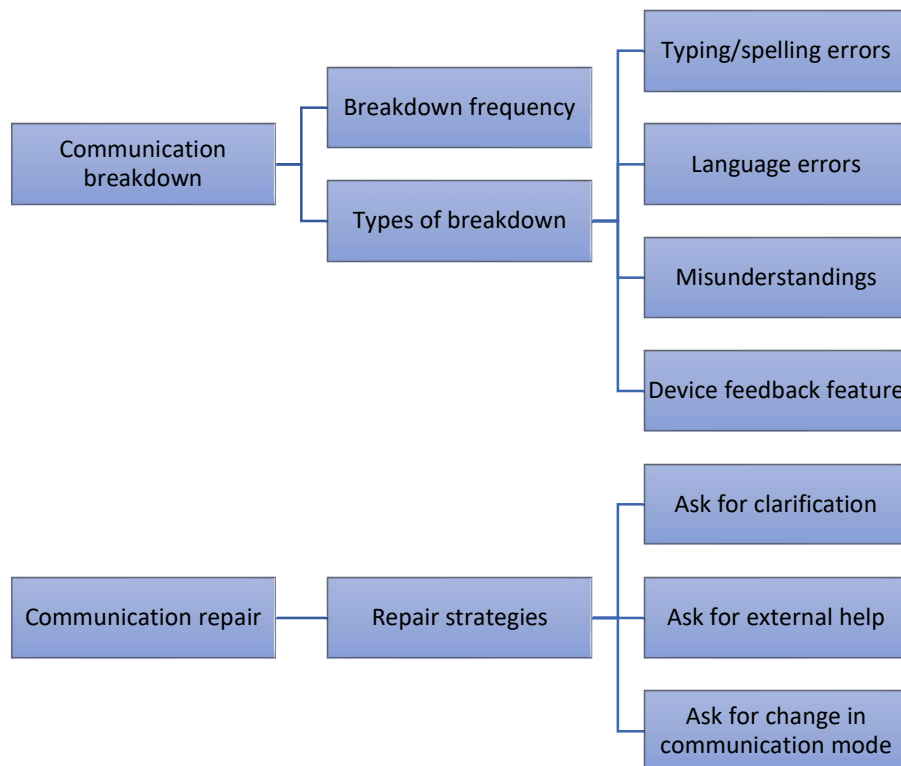 Communication
breakdown
Breakdown frequency
Types of breakdown
Typing/spelling errors
Language errors
Misunderstandings
Device feedback feature
Communication repair
Repair strategies
Ask for clarification
Ask for external help
Ask for change in
communication mode